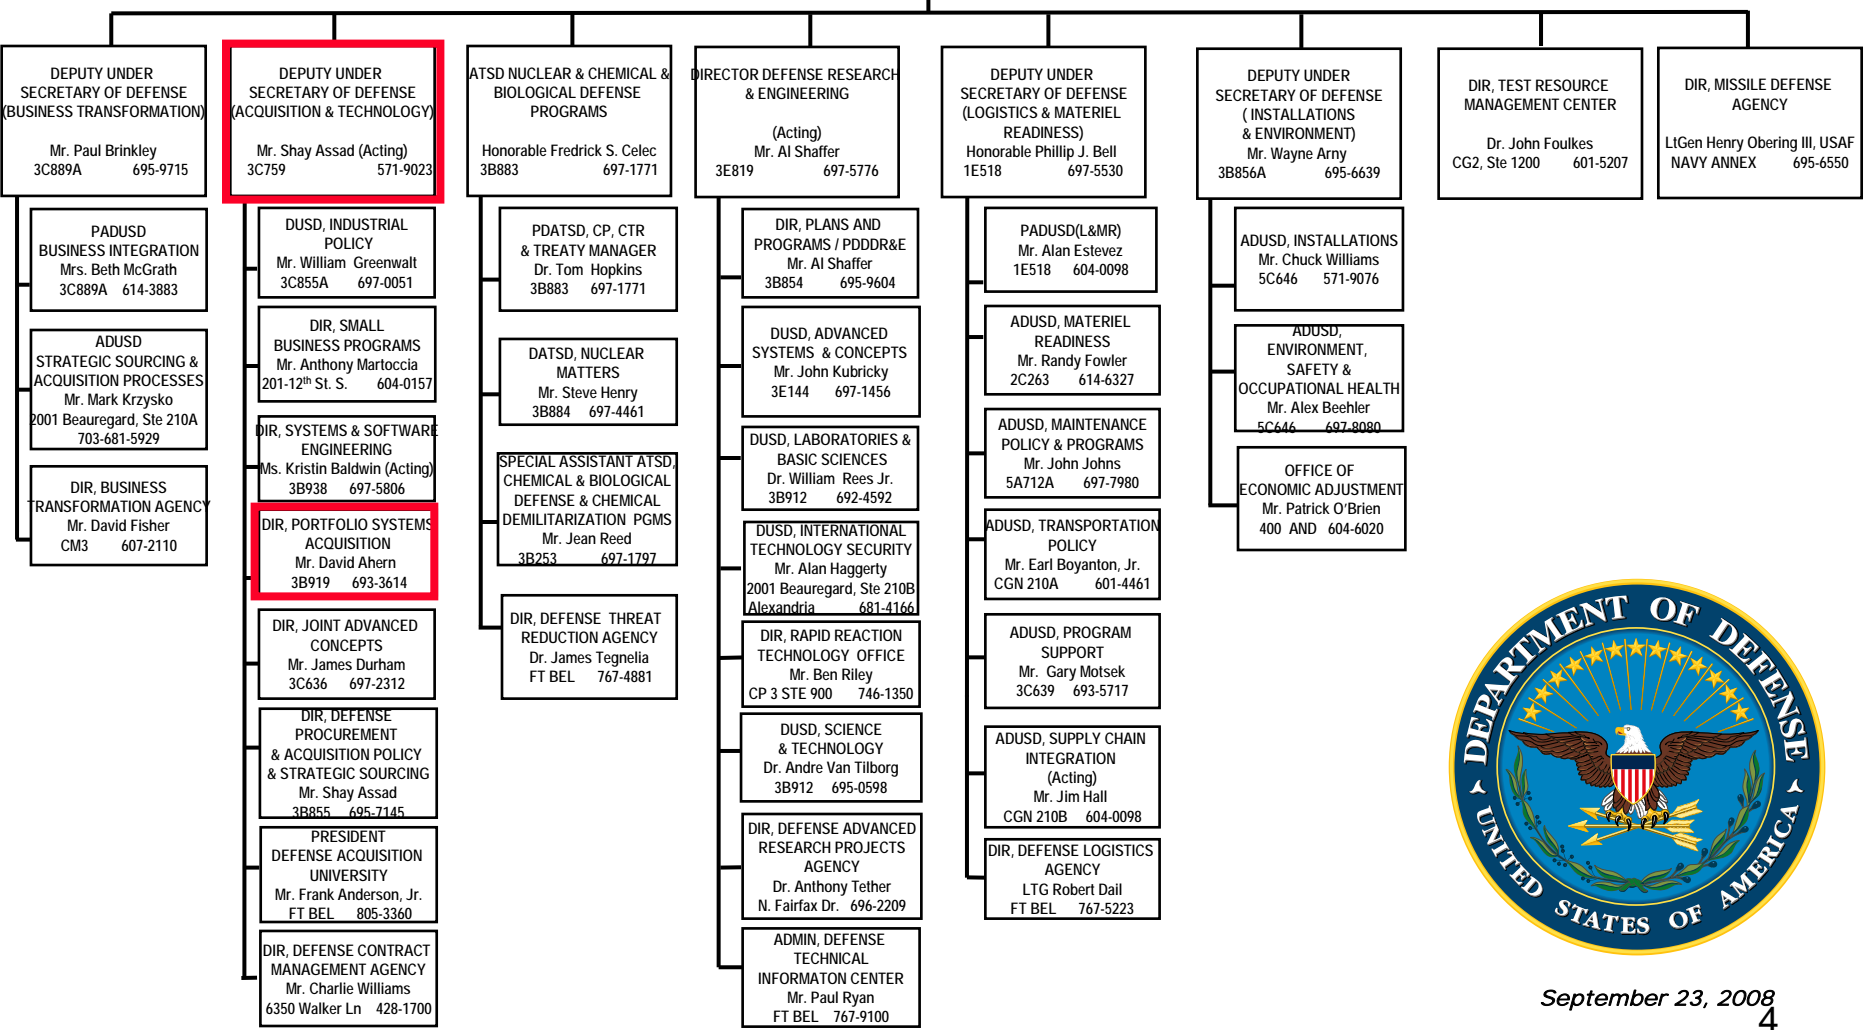 DEPUTY UNDER
SECRETARY OF DEFENSE
(BUSINESS TRANSFORMATION)
Mr. Paul Brinkley
3C889A 695-9715
PADUSD
BUSINESS INTEGRATION
Mrs. Beth McGrath
3C889A 614-3883
ADUSD
STRATEGIC SOURCING &
ACQUISITION PROCESSES
Mr. Mark Krzysko
2001 Beauregard, Ste 210A
703-681-5929
DIR, BUSINESS
TRANSFORMATION AGENCY
Mr. David Fisher
CM3 607-2110
DEPUTY UNDER
SECRETARY OF DEFENSE
(ACQUISITION & TECHNOLOGY)
Mr. Shay Assad (Acting)
3C759 571-9023
DUSD, INDUSTRIAL
POLICY
Mr. William Greenwalt
3C855A 697-0051
DIR, SMALL
BUSINESS PROGRAMS
Mr. Anthony Martoccia
201-12th St. S. 604-0157
DIR, SYSTEMS & SOFTWARE
ENGINEERING
Ms. Kristin Baldwin (Acting)
3B938 697-5806
DIR, PORTFOLIO SYSTEMS
ACQUISITION
Mr. David Ahern
3B919 693-3614
DIR, JOINT ADVANCED
CONCEPTS
Mr. James Durham
3C636 697-2312
DIR, DEFENSE
PROCUREMENT
& ACQUISITION POLICY
& STRATEGIC SOURCING
Mr. Shay Assad
3B855 695-7145
PRESIDENT
DEFENSE ACQUISITION
UNIVERSITY
Mr. Frank Anderson, Jr.
FT BEL 805-3360
DIR, DEFENSE CONTRACT
MANAGEMENT AGENCY
Mr. Charlie Williams
6350 Walker Ln 428-1700
ATSD NUCLEAR & CHEMICAL &
BIOLOGICAL DEFENSE
PROGRAMS
Honorable Fredrick S. Celec
3B883 697-1771
PDATSD, CP, CTR
& TREATY MANAGER
Dr. Tom Hopkins
3B883 697-1771
DATSD, NUCLEAR
MATTERS
Mr. Steve Henry
3B884 697-4461
SPECIAL ASSISTANT ATSD,
CHEMICAL & BIOLOGICAL
DEFENSE & CHEMICAL
DEMILITARIZATION PGMS
Mr. Jean Reed
3B253 697-1797
DIR, DEFENSE THREAT
REDUCTION AGENCY
Dr. James Tegnelia
FT BEL 767-4881
DIRECTOR DEFENSE RESEARCH
& ENGINEERING
(Acting)
Mr. Al Shaffer
3E819 697-5776
DIR, PLANS AND
PROGRAMS / PDDDR&E
Mr. Al Shaffer
3B854 695-9604
DUSD, ADVANCED
SYSTEMS & CONCEPTS
Mr. John Kubricky
3E144 697-1456
DUSD, LABORATORIES &
BASIC SCIENCES
Dr. William Rees Jr.
3B912 692-4592
DUSD, INTERNATIONAL
TECHNOLOGY SECURITY
Mr. Alan Haggerty
2001 Beauregard, Ste 210B
Alexandria 681-4166
DIR, RAPID REACTION
TECHNOLOGY OFFICE
Mr. Ben Riley
CP 3 STE 900 746-1350
DUSD, SCIENCE
& TECHNOLOGY
Dr. Andre Van Tilborg
3B912 695-0598
DIR, DEFENSE ADVANCED
RESEARCH PROJECTS
AGENCY
Dr. Anthony Tether
N. Fairfax Dr. 696-2209
ADMIN, DEFENSE
TECHNICAL
INFORMATON CENTER
Mr. Paul Ryan
FT BEL 767-9100
DEPUTY UNDER
SECRETARY OF DEFENSE
(LOGISTICS & MATERIEL
READINESS)
Honorable Phillip J. Bell
1E518 697-5530
PADUSD(L&MR)
Mr. Alan Estevez
1E518 604-0098
ADUSD, MATERIEL
READINESS
Mr. Randy Fowler
2C263 614-6327
ADUSD, MAINTENANCE
POLICY & PROGRAMS
Mr. John Johns
5A712A 697-7980
ADUSD, TRANSPORTATION
POLICY
Mr. Earl Boyanton, Jr.
CGN 210A 601-4461
ADUSD, PROGRAM
SUPPORT
Mr. Gary Motsek
3C639 693-5717
ADUSD, SUPPLY CHAIN
INTEGRATION
(Acting)
Mr. Jim Hall
CGN 210B 604-0098
DIR, DEFENSE LOGISTICS
AGENCY
LTG Robert Dail
FT BEL 767-5223
DEPUTY UNDER
SECRETARY OF DEFENSE
( INSTALLATIONS
& ENVIRONMENT)
Mr. Wayne Arny
3B856A 695-6639
ADUSD, INSTALLATIONS
Mr. Chuck Williams
5C646 571-9076
ADUSD,
ENVIRONMENT,
SAFETY &
OCCUPATIONAL HEALTH
Mr. Alex Beehler
5C646 697-8080
OFFICE OF
ECONOMIC ADJUSTMENT
Mr. Patrick O'Brien
400 AND 604-6020
DIR, TEST RESOURCE
MANAGEMENT CENTER
Dr. John Foulkes
CG2, Ste 1200 601-5207
DIR, MISSILE DEFENSE
AGENCY
LtGen Henry Obering III, USAF
NAVY ANNEX 695-6550
DEPARTMENT OF DEFENSE
UNITED STATES OF AMERICA
September 23, 2008
4